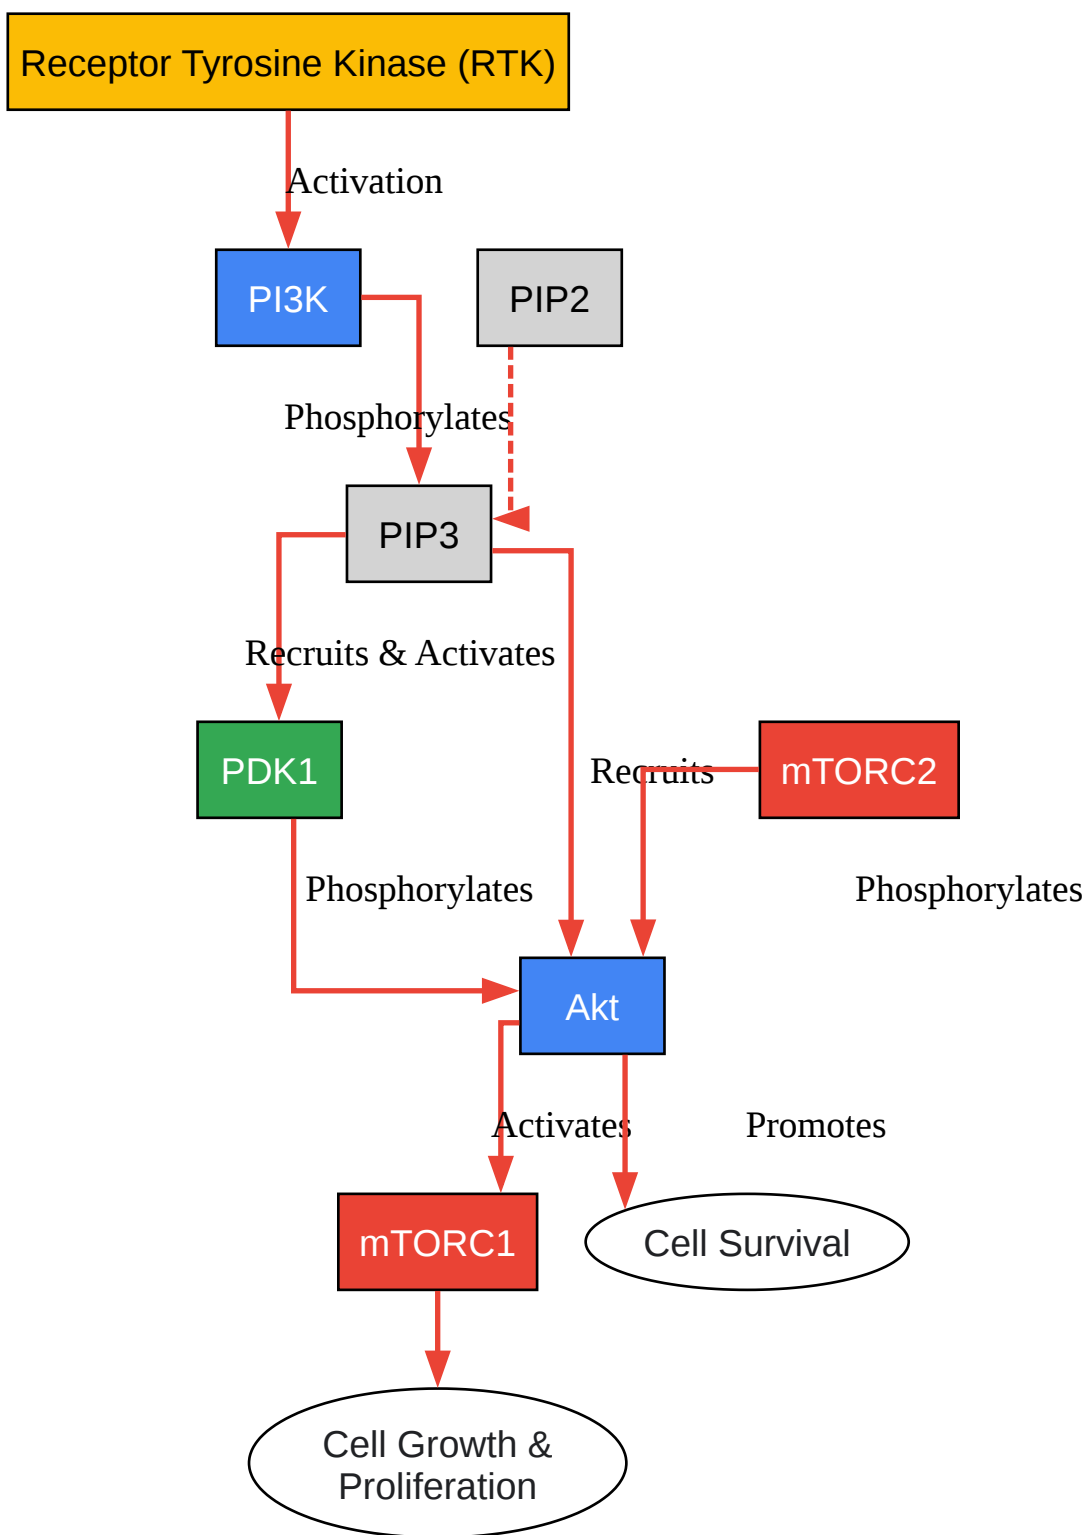 Receptor Tyrosine Kinase (RTK)
Activation
PI3K
PIP2
Phosphorylates
PIP3
Recruits & Activates
PDK1
Recruits
mTORC2
Phosphorylates
Phosphorylates
Akt
Activates
Promotes
mTORC1
Cell Survival
Cell Growth &
Proliferation